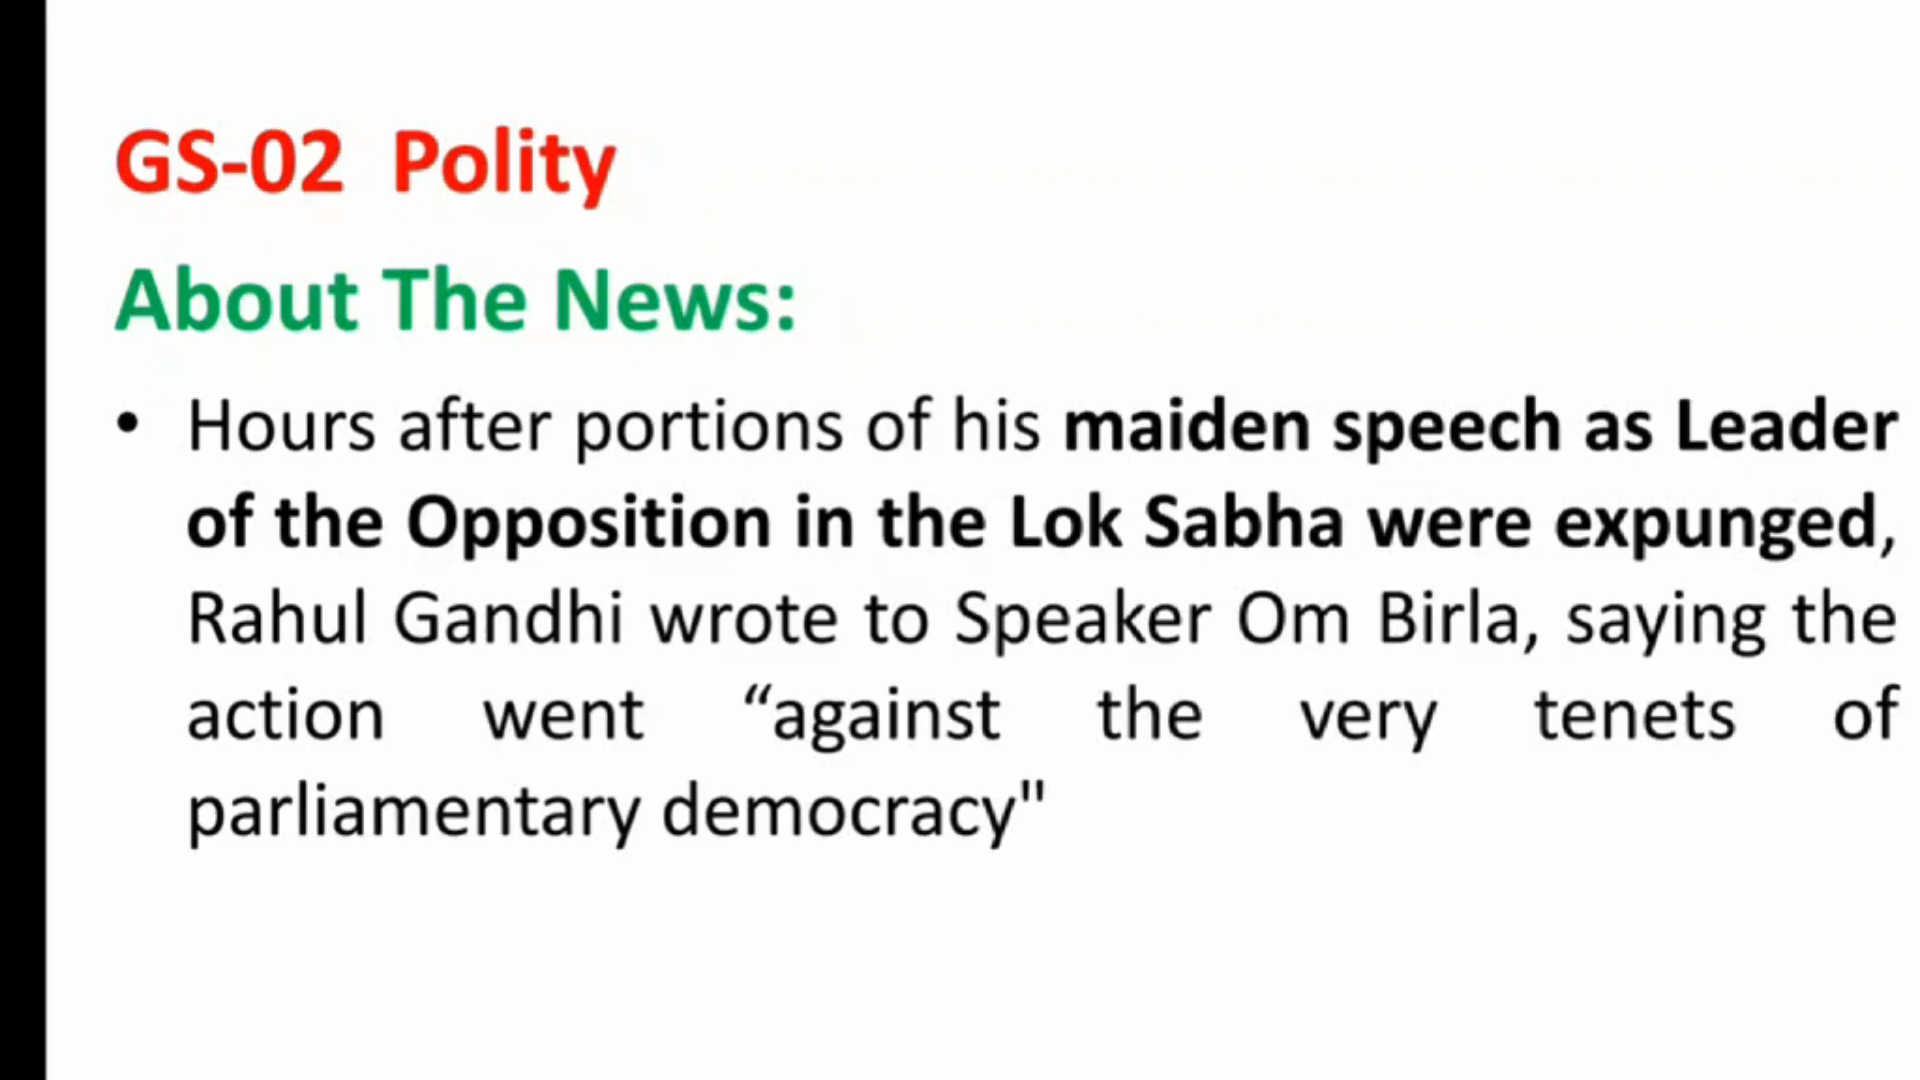 GS-02 Polity
About The News:
• Hours after portions of his maiden speech as Leader
of the Opposition in the Lok Sabha were expunged,
Rahul Gandhi wrote to Speaker Om Birla, saying the
action went “against the very tenets of
parliamentary democracy"